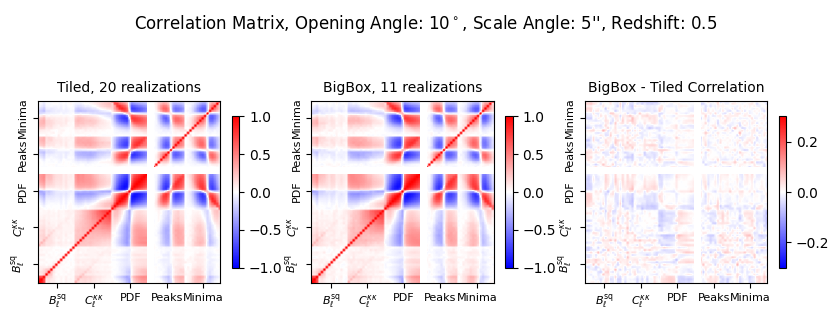 Correlation Matrix, Opening Angle: 10°, Scale Angle: 5'', Redshift: 0.5
Tiled, 20 realizations
BigBox, 11 realizations
BigBox - Tiled Correlation
Minima
Peaks
PDF
C_ℓ^{κκ}
B_ℓ^{sq}
B_ℓ^{sq} C_ℓ^{κκ} PDF Peaks Minima
1.0
0.5
0.0
−0.5
−1.0
Minima
Peaks
PDF
C_ℓ^{κκ}
B_ℓ^{sq}
B_ℓ^{sq} C_ℓ^{κκ} PDF Peaks Minima
1.0
0.5
0.0
−0.5
−1.0
Minima
Peaks
PDF
C_ℓ^{κκ}
B_ℓ^{sq}
B_ℓ^{sq} C_ℓ^{κκ} PDF Peaks Minima
0.2
0.0
−0.2